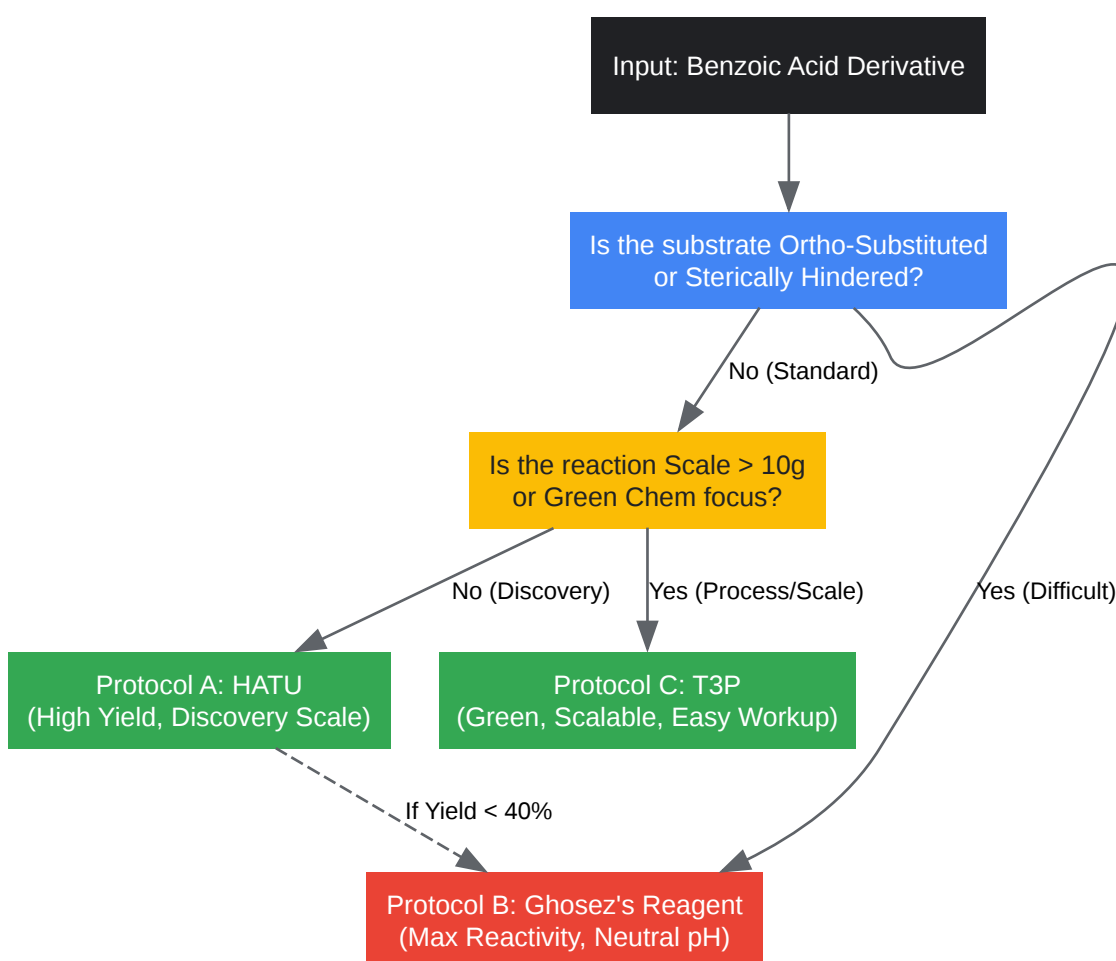 Input: Benzoic Acid Derivative
Is the substrate Ortho-Substituted
or Sterically Hindered?
No (Standard)
Is the reaction Scale > 10g
or Green Chem focus?
No (Discovery)
Yes (Process/Scale)
Yes (Difficult)
Protocol A: HATU
(High Yield, Discovery Scale)
Protocol C: T3P
(Green, Scalable, Easy Workup)
If Yield < 40%
Protocol B: Ghosez's Reagent
(Max Reactivity, Neutral pH)